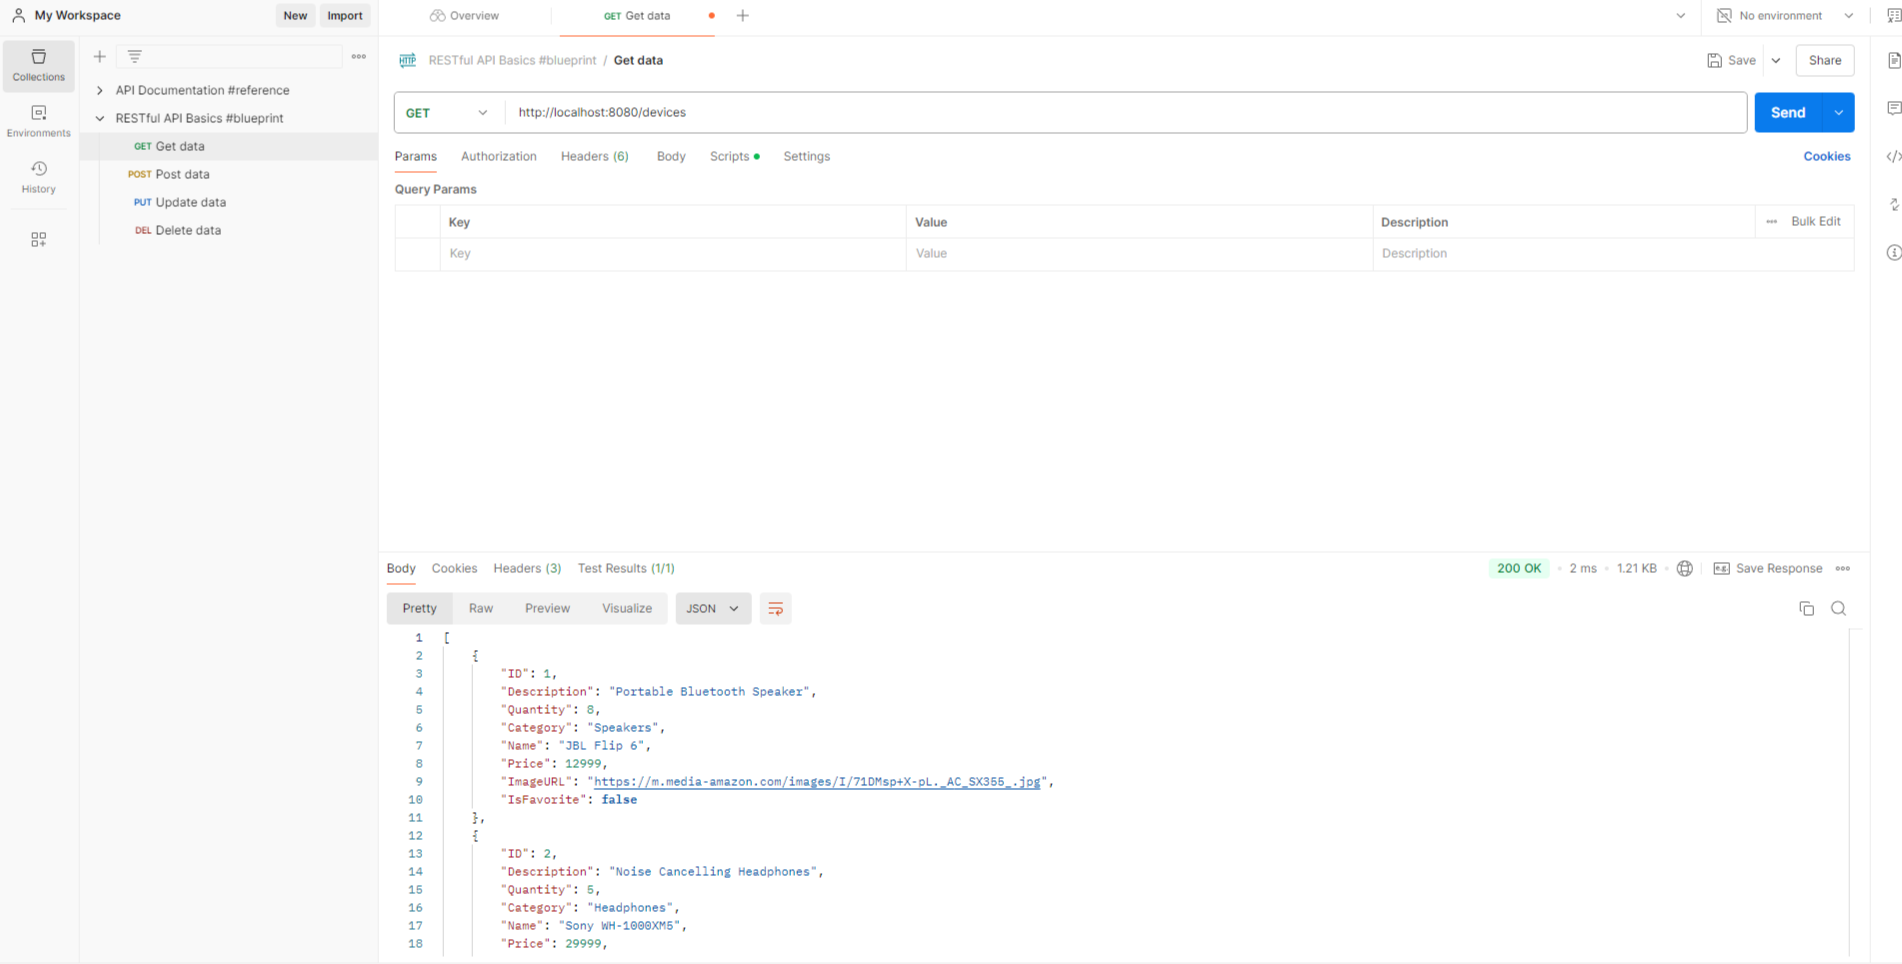 My Workspace New Import Overview GET Get data No environment
Collections
Environments
History
API Documentation #reference
RESTful API Basics #blueprint
GET Get data
POST Post data
PUT Update data
DEL Delete data
HTTP RESTful API Basics #blueprint / Get data Save Share
GET http://localhost:8080/devices Send
Params Authorization Headers (6) Body Scripts Settings Cookies
Query Params
Key Value Description Bulk Edit
Key Value Description
Body Cookies Headers (3) Test Results (1/1) 200 OK 2 ms 1.21 KB e.g. Save Response
Pretty Raw Preview Visualize JSON
1 [
2 {
3 "ID": 1,
4 "Description": "Portable Bluetooth Speaker",
5 "Quantity": 8,
6 "Category": "Speakers",
7 "Name": "JBL Flip 6",
8 "Price": 12999,
9 "ImageURL": "https://m.media-amazon.com/images/I/71DMsp+X-pL._AC_SX355_.jpg",
10 "IsFavorite": false
11 },
12 {
13 "ID": 2,
14 "Description": "Noise Cancelling Headphones",
15 "Quantity": 5,
16 "Category": "Headphones",
17 "Name": "Sony WH-1000XM5",
18 "Price": 29999,